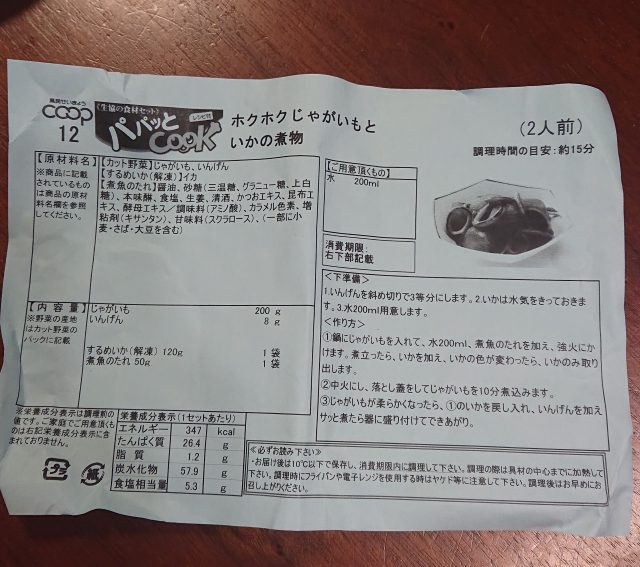 東京せいきょう
coop
12
《生協の食材セット》
レシピ付
パパッと
CooK
ホクホクじゃがいもと
いかの煮物
(2人前)
調理時間の目安:約15分
【原材料名】
※商品に記載
されているもの
は商品の原材
料名欄を参照
してください。
【カット野菜】じゃがいも、いんげん
【するめいか(解凍)】イカ
【煮魚のたれ】醤油、砂糖(三温糖、グラニュー糖、上白
糖)、本味醂、食塩、生姜、清酒、かつおエキス、昆布エ
キス、酵母エキス/調味料(アミノ酸)、カラメル色素、増
粘剤(キサンタン)、甘味料(スクラロース)、(一部に小
麦・さば・大豆を含む)
【ご用意頂くもの】
水 200ml
消費期限:
右下部記載
【内容量】
※野菜の産地
はカット野菜の
パックに記載
じゃがいも 200 g
いんげん 8 g
するめいか(解凍) 120g 1 袋
煮魚のたれ 50g 1 袋
<下準備>
1.いんげんを斜め切りで3等分にします。2.いかは水気をきっておきま
す。3.水200ml用意します。
<作り方>
①鍋にじゃがいもを入れて、水200ml、煮魚のたれを加え、強火にか
けます。煮立ったら、いかを加え、いかの色が変わったら、いかのみ取り
出します。
②中火にし、落とし蓋をしてじゃがいもを10分煮込みます。
③じゃがいもが柔らかくなったら、①のいかを戻し入れ、いんげんを加え
サッと煮たら器に盛り付けてできあがり。
※栄養成分表示は調理前の
値です。ご家庭でご用意頂く
ものは右記栄養成分表示に含
まれておりません。
栄養成分表示(1セットあたり)
エネルギー 347 kcal
たんぱく質 26.4 g
脂 質 1.2 g
炭水化物 57.9 g
食塩相当量 5.3 g
≪必ずお読み下さい≫
・お届け後は10℃以下で保存し、消費期限内に調理して下さい。調理の際は具材の中心までに加熱して
下さい。調理時にフライパンや電子レンジを使用する時はヤケド等に注意して下さい。調理後はお早めにお
召し上がりください。